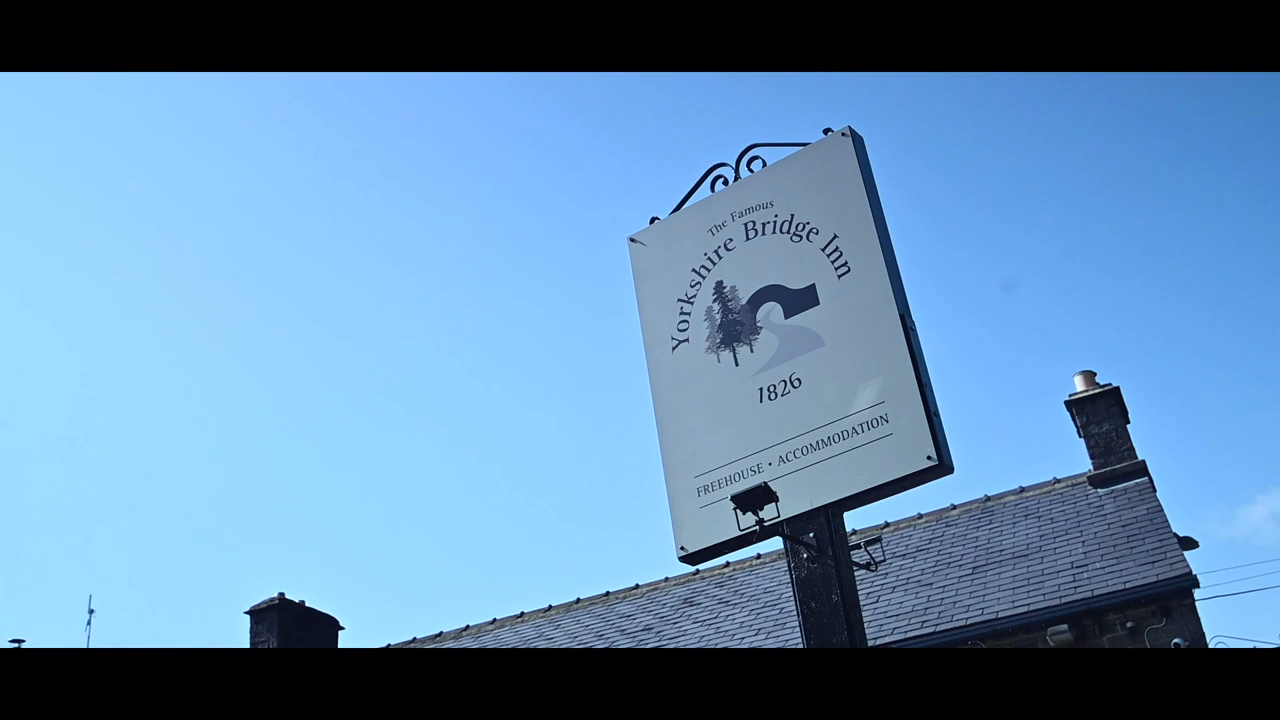 The Famous
Yorkshire Bridge Inn
1826
FREEHOUSE • ACCOMMODATION